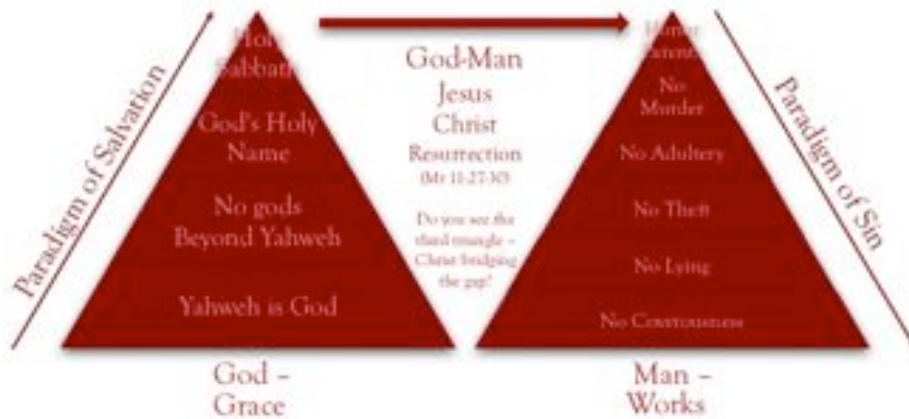 Paradigm of Salvation
Holy
Sabbath
God's Holy
Name
No gods
Beyond Yahweh
Yahweh is God
God –
Grace
God-Man
Jesus
Christ
Resurrection
Do you see the
third triangle –
Christ bridging
the gap?
Honor
Parents
No
Murder
No Adultery
No Theft
No Lying
No Covetousness
Man –
Works
Paradigm of Sin